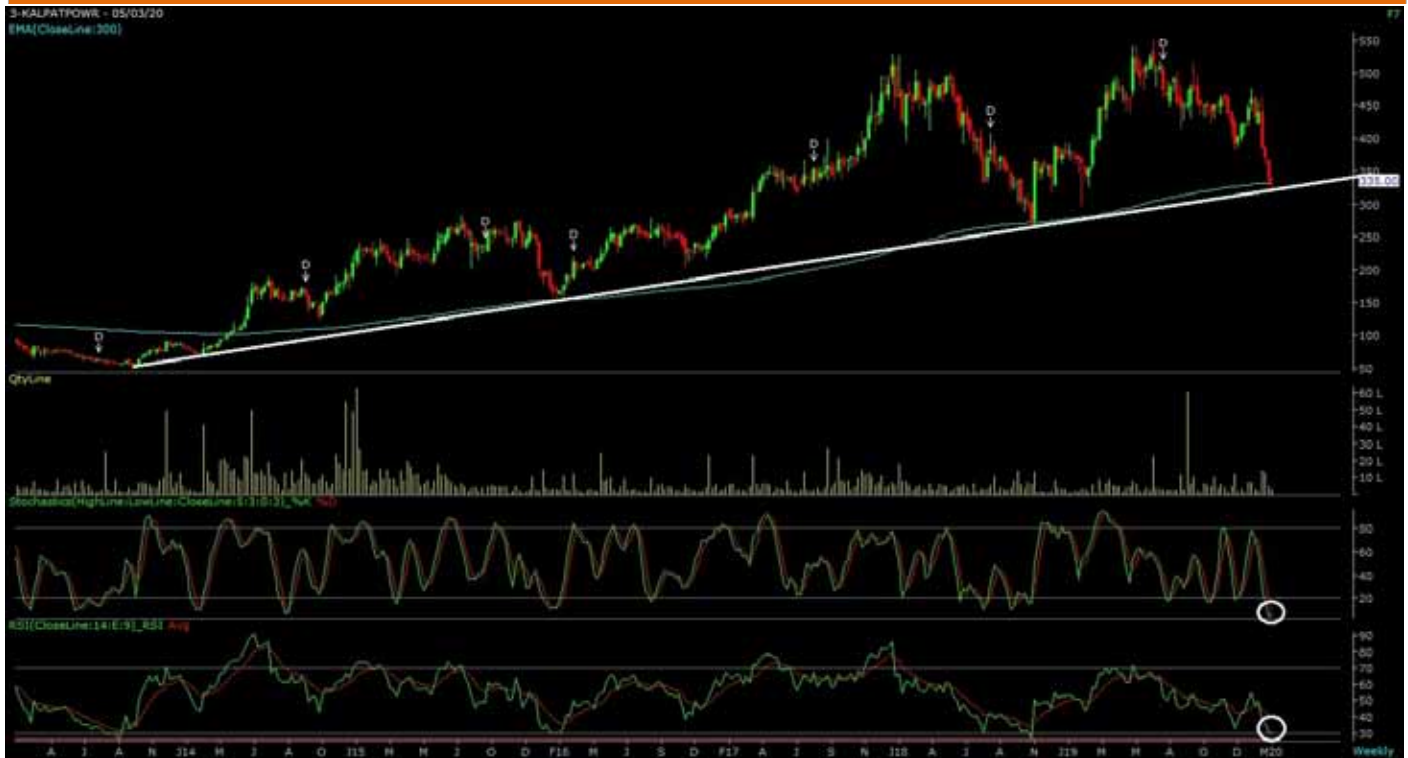 3-KALPATPOWR - 05/03/20
F7
EMA(CloseLine:300)
550
500
450
400
350
335.00
300
250
200
150
100
50
D
D
D
D
D
D
D
QtyLine
60 L
50 L
40 L
30 L
20 L
10 L
Stochastics(HighLine:LowLine:CloseLine:5:3:0:3)_%K %D
80
60
40
20
RSI(CloseLine:14:E:9)_RSI Avg
90
80
70
60
50
40
30
A J A N J14 M J A O J15 M M J O D F16 M J S D F17 A J S N J18 A J A N J19 M M A O D M20 Weekly